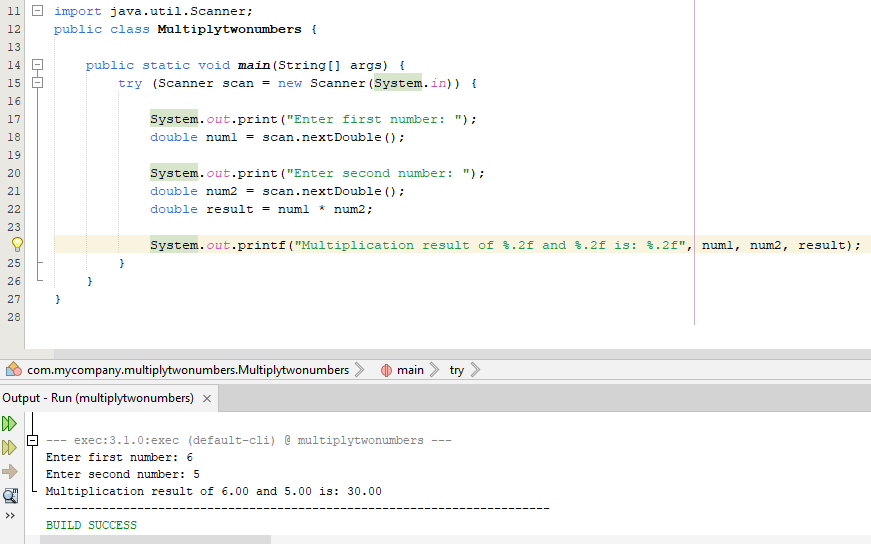 11 import java.util.Scanner;
12 public class Multiplytwonumbers {
13
14 public static void main(String[] args) {
15 try (Scanner scan = new Scanner(System.in)) {
16
17 System.out.print("Enter first number: ");
18 double num1 = scan.nextDouble();
19
20 System.out.print("Enter second number: ");
21 double num2 = scan.nextDouble();
22 double result = num1 * num2;
23
System.out.printf("Multiplication result of %.2f and %.2f is: %.2f", num1, num2, result);
25 }
26 }
27 }
28
com.mycompany.multiplytwonumbers.Multiplytwonumbers main try
Output - Run (multiplytwonumbers) ×
--- exec:3.1.0:exec (default-cli) @ multiplytwonumbers ---
Enter first number: 6
Enter second number: 5
Multiplication result of 6.00 and 5.00 is: 30.00
------------------------------------------------------------------------
BUILD SUCCESS